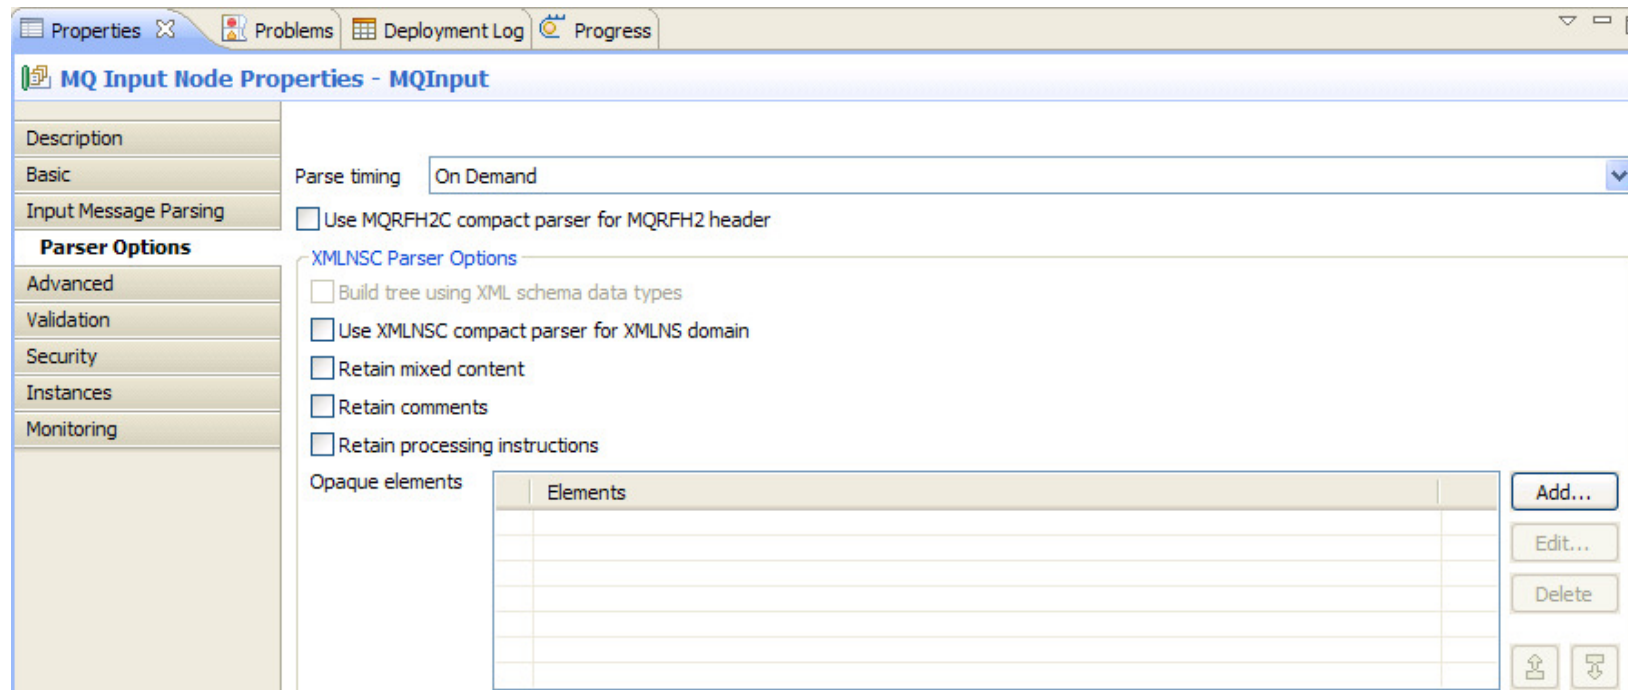 Properties Problems Deployment Log Progress
MQ Input Node Properties - MQInput
Description
Basic
Input Message Parsing
Parser Options
Advanced
Validation
Security
Instances
Monitoring
Parse timing On Demand
Use MQRFH2C compact parser for MQRFH2 header
XMLNSC Parser Options
Build tree using XML schema data types
Use XMLNSC compact parser for XMLNS domain
Retain mixed content
Retain comments
Retain processing instructions
Opaque elements
Elements
Add...
Edit...
Delete